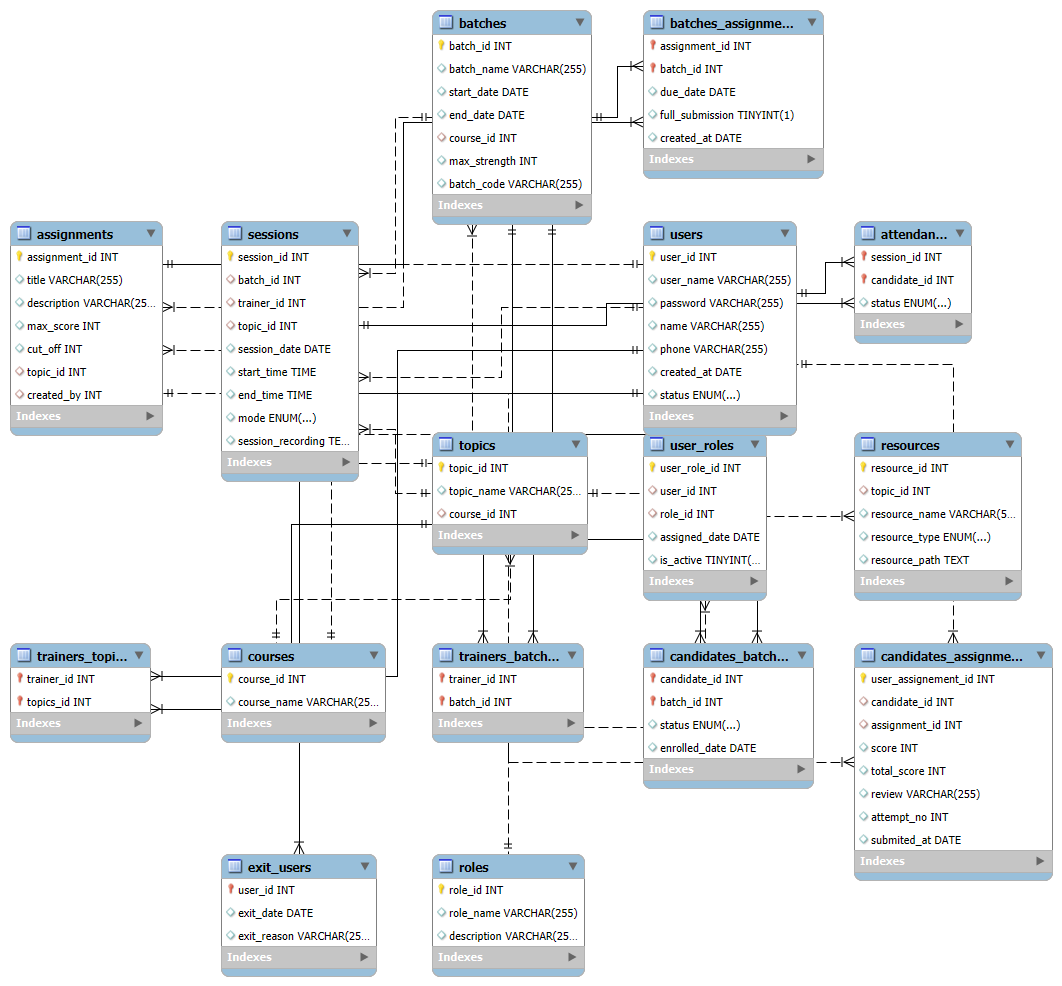 batches
batch_id INT
batch_name VARCHAR(255)
start_date DATE
end_date DATE
course_id INT
max_strength INT
batch_code VARCHAR(255)
Indexes
batches_assignme...
assignment_id INT
batch_id INT
due_date DATE
full_submission TINYINT(1)
created_at DATE
Indexes
assignments
assignment_id INT
title VARCHAR(255)
description VARCHAR(25...
max_score INT
cut_off INT
topic_id INT
created_by INT
Indexes
sessions
session_id INT
batch_id INT
trainer_id INT
topic_id INT
session_date DATE
start_time TIME
end_time TIME
mode ENUM(...)
session_recording TE...
Indexes
users
user_id INT
user_name VARCHAR(255)
password VARCHAR(255)
name VARCHAR(255)
phone VARCHAR(255)
created_at DATE
status ENUM(...)
Indexes
attendan...
session_id INT
candidate_id INT
status ENUM(...)
Indexes
topics
topic_id INT
topic_name VARCHAR(25...
course_id INT
Indexes
user_roles
user_role_id INT
user_id INT
role_id INT
assigned_date DATE
is_active TINYINT(...
Indexes
resources
resource_id INT
topic_id INT
resource_name VARCHAR(5...
resource_type ENUM(...)
resource_path TEXT
Indexes
trainers_topi...
trainer_id INT
topics_id INT
Indexes
courses
course_id INT
course_name VARCHAR(25...
Indexes
trainers_batch...
trainer_id INT
batch_id INT
Indexes
candidates_batch...
candidate_id INT
batch_id INT
status ENUM(...)
enrolled_date DATE
Indexes
candidates_assignme...
user_assignement_id INT
candidate_id INT
assignment_id INT
score INT
total_score INT
review VARCHAR(255)
attempt_no INT
submited_at DATE
Indexes
exit_users
user_id INT
exit_date DATE
exit_reason VARCHAR(25...
Indexes
roles
role_id INT
role_name VARCHAR(255)
description VARCHAR(25...
Indexes